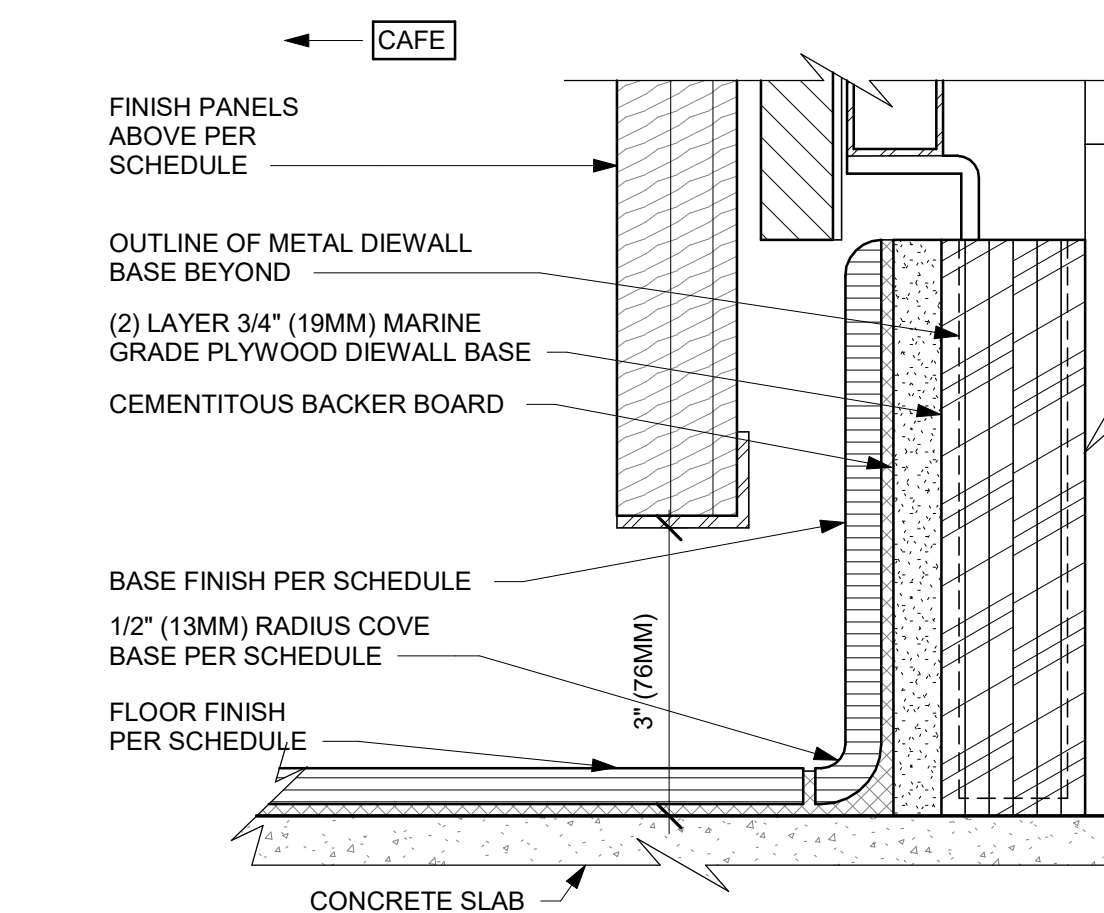 CAFE
FINISH PANELS
ABOVE PER
SCHEDULE
OUTLINE OF METAL DIEWALL
BASE BEYOND
(2) LAYER 3/4" (19MM) MARINE
GRADE PLYWOOD DIEWALL BASE
CEMENTITOUS BACKER BOARD
BASE FINISH PER SCHEDULE
1/2" (13MM) RADIUS COVE
BASE PER SCHEDULE
3" (76MM)
FLOOR FINISH
PER SCHEDULE
CONCRETE SLAB